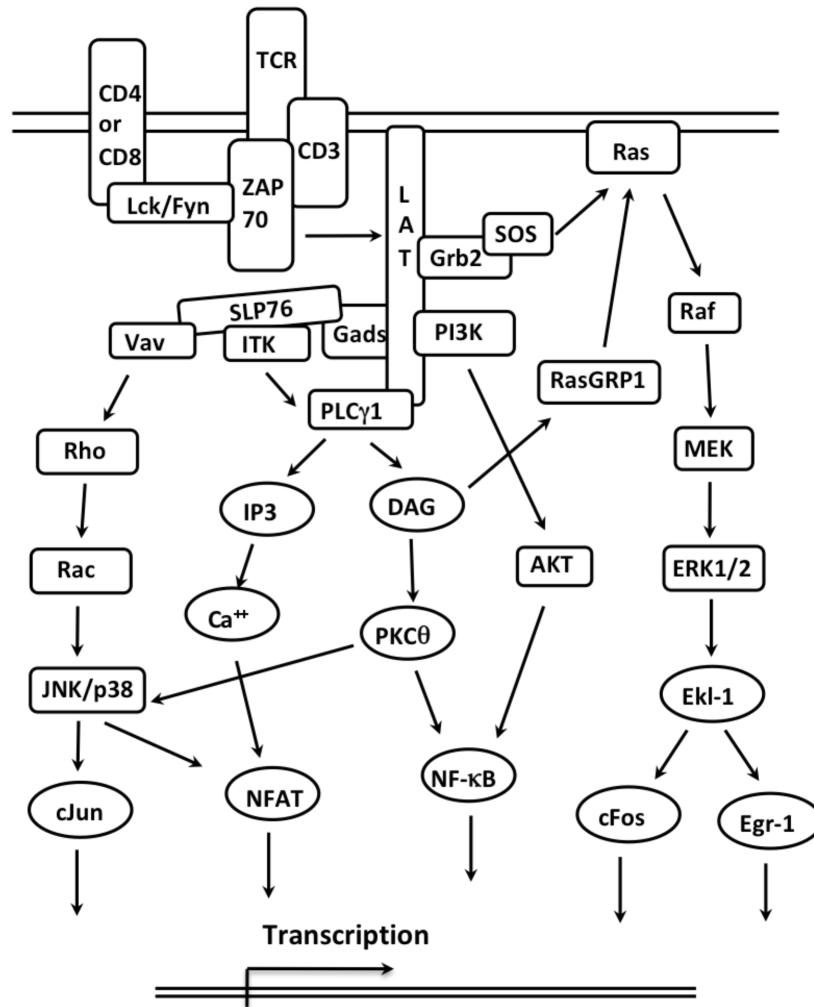 TCR
CD4
or
CD8
CD3
Ras
Lck/Fyn
ZAP
70
L
A
T
SOS
Grb2
SLP76
Raf
Vav
ITK
Gads
PI3K
RasGRP1
PLCγ1
Rho
MEK
IP3
DAG
Rac
AKT
ERK1/2
Ca⁺⁺
PKCθ
JNK/p38
Ekl-1
cJun
NFAT
NF-κB
cFos
Egr-1
Transcription